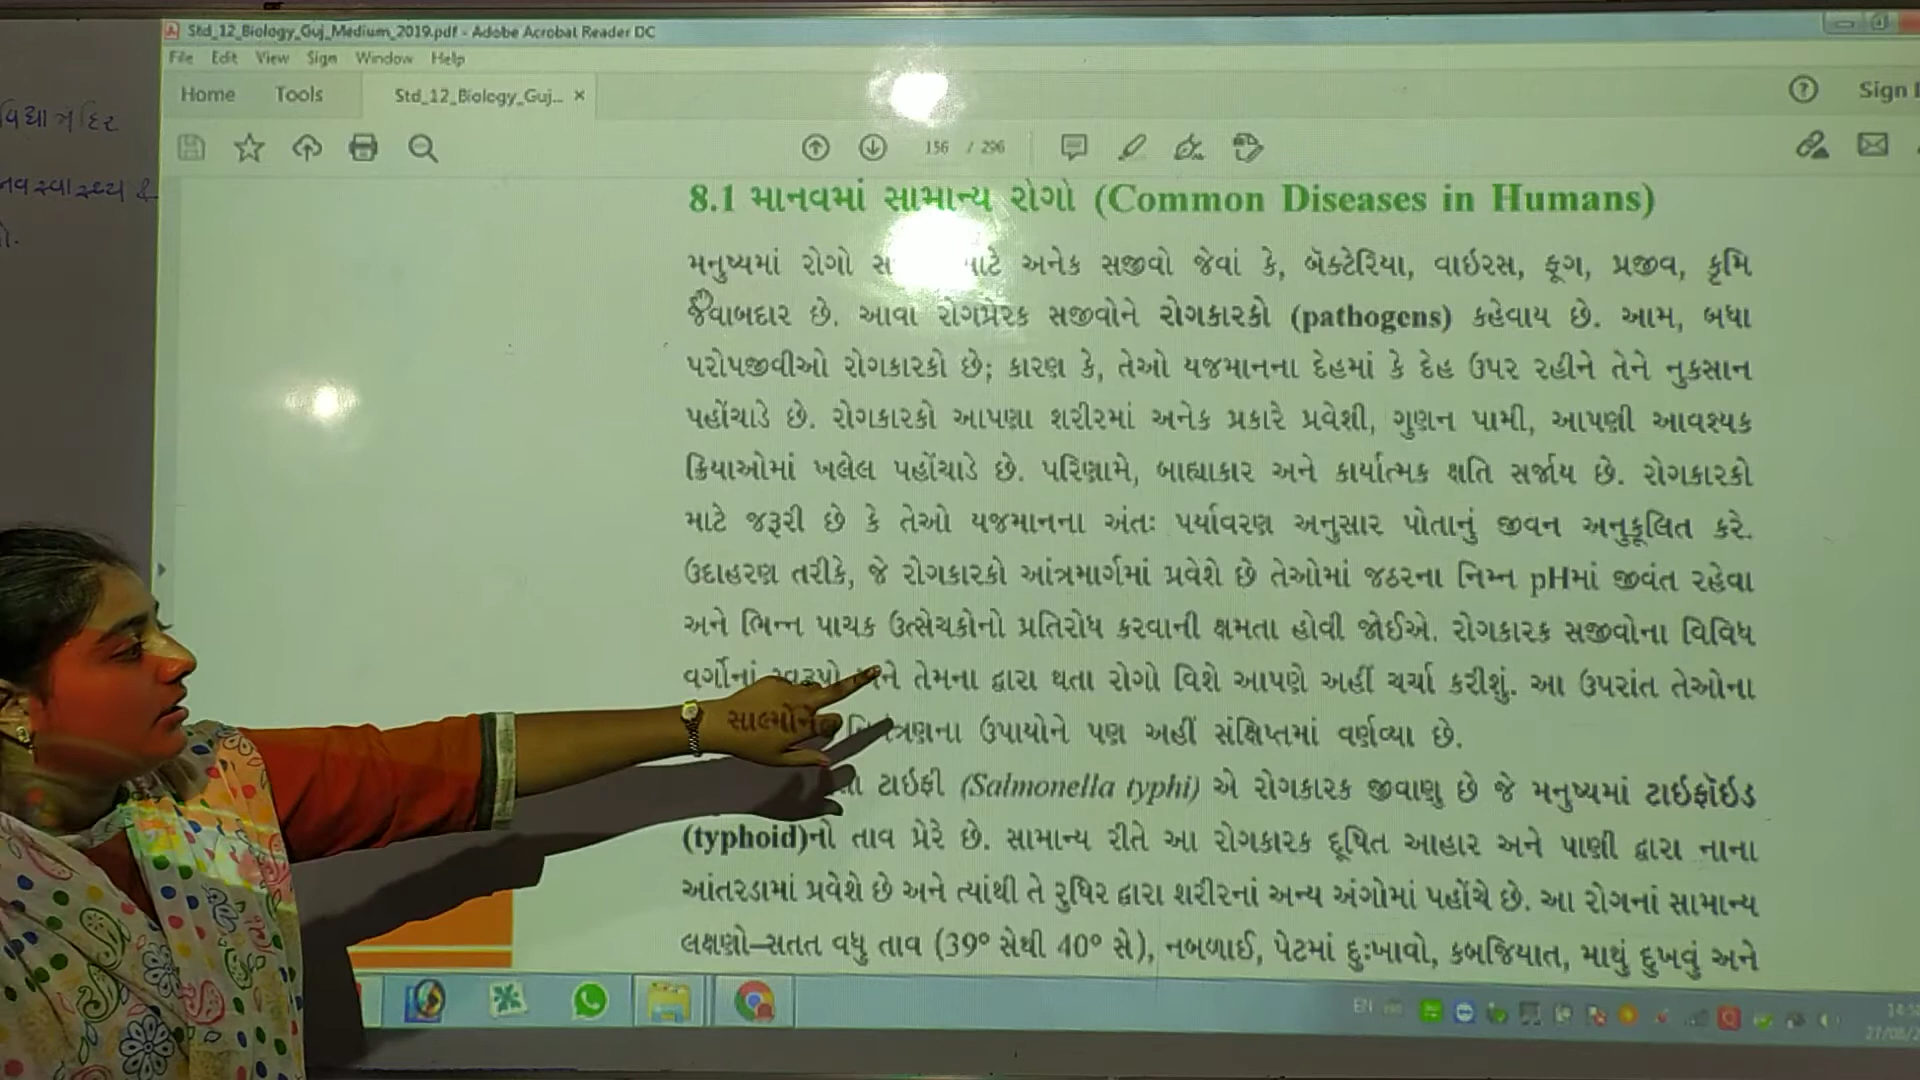 Std_12_Biology_Guj_Medium_2019.pdf - Adobe Acrobat Reader DC
File Edit View Sign Window Help
Home Tools Std_12_Biology_Guj... × Sign
156 / 296
વિદ્યામંદિર
8.1 માનવમાં સામાન્ય રોગો (Common Diseases in Humans)
મનુષ્યમાં રોગો અનેક સજીવો જેવાં કે, બૅક્ટેરિયા, વાઇરસ, ફૂગ, પ્રજીવ, કૃમિ
જવાબદાર છે. આવા રોગપ્રેરક સજીવોને રોગકારકો (pathogens) કહેવાય છે. આમ, બધા
પરોપજીવીઓ રોગકારકો છે; કારણ કે, તેઓ યજમાનના દેહમાં કે દેહ ઉપર રહીને તેને નુકસાન
પહોંચાડે છે. રોગકારકો આપણા શરીરમાં અનેક પ્રકારે પ્રવેશી, ગુણન પામી, આપણી આવશ્યક
ક્રિયાઓમાં ખલેલ પહોંચાડે છે. પરિણામે, બાહ્યાકાર અને કાર્યાત્મક ક્ષતિ સર્જાય છે. રોગકારકો
માટે જરૂરી છે કે તેઓ યજમાનના અંતઃ પર્યાવરણ અનુસાર પોતાનું જીવન અનુકૂલિત કરે.
ઉદાહરણ તરીકે, જે રોગકારકો આંત્રમાર્ગમાં પ્રવેશે છે તેઓમાં જઠરના નિમ્ન pHમાં જીવંત રહેવા
અને ભિન્ન પાચક ઉત્સેચકોનો પ્રતિરોધ કરવાની ક્ષમતા હોવી જોઈએ. રોગકારક સજીવોના વિવિધ
વર્ગોનાં સ્વરૂપો અને તેમના દ્વારા થતા રોગો વિશે આપણે અહીં ચર્ચા કરીશું. આ ઉપરાંત તેઓના
ઉપાયોને પણ અહીં સંક્ષિપ્તમાં વર્ણવ્યા છે.
ટાઇફી (Salmonella typhi) એ રોગકારક જીવાણુ છે જે મનુષ્યમાં ટાઇફૉઇડ
(typhoid)નો તાવ પ્રેરે છે. સામાન્ય રીતે આ રોગકારક દૂષિત આહાર અને પાણી દ્વારા નાના
આંતરડામાં પ્રવેશે છે અને ત્યાંથી તે રુધિર દ્વારા શરીરનાં અન્ય અંગોમાં પહોંચે છે. આ રોગનાં સામાન્ય
લક્ષણો–સતત વધુ તાવ (39° સેથી 40° સે), નબળાઈ, પેટમાં દુઃખાવો, કબજિયાત, માથું દુખવું અને
EN